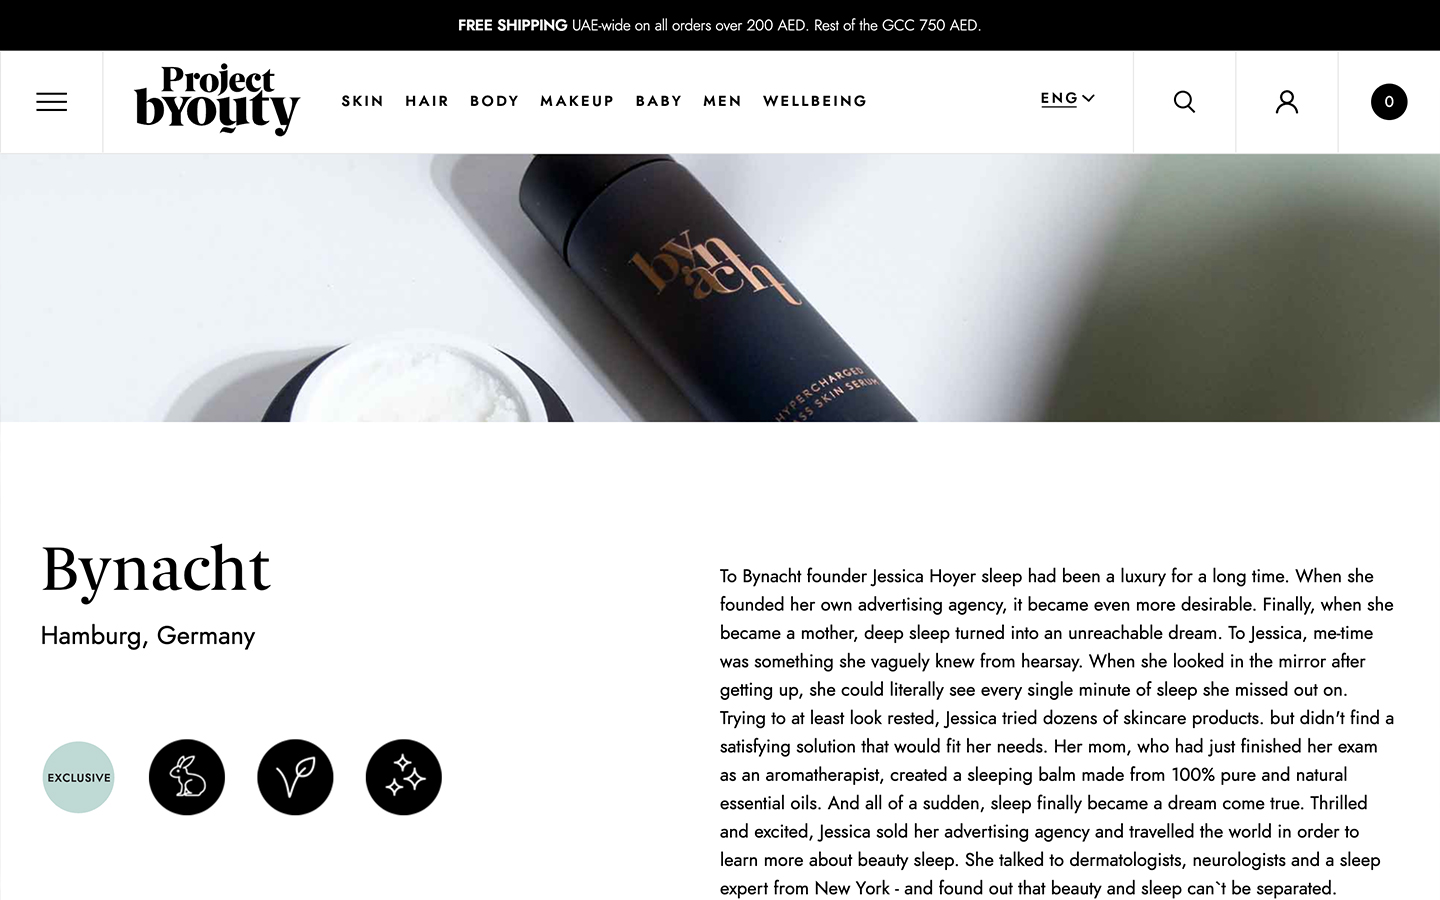 FREE SHIPPING UAE-wide on all orders over 200 AED. Rest of the GCC 750 AED.
Project
byouty
SKIN HAIR BODY MAKEUP BABY MEN WELLBEING
ENG
0
byn
acht
HYPERCHARGED
SKIN SERUM
Bynacht
Hamburg, Germany
EXCLUSIVE
To Bynacht founder Jessica Hoyer sleep had been a luxury for a long time. When she
founded her own advertising agency, it became even more desirable. Finally, when she
became a mother, deep sleep turned into an unreachable dream. To Jessica, me-time
was something she vaguely knew from hearsay. When she looked in the mirror after
getting up, she could literally see every single minute of sleep she missed out on.
Trying to at least look rested, Jessica tried dozens of skincare products. but didn't find a
satisfying solution that would fit her needs. Her mom, who had just finished her exam
as an aromatherapist, created a sleeping balm made from 100% pure and natural
essential oils. And all of a sudden, sleep finally became a dream come true. Thrilled
and excited, Jessica sold her advertising agency and travelled the world in order to
learn more about beauty sleep. She talked to dermatologists, neurologists and a sleep
expert from New York - and found out that beauty and sleep can`t be separated.